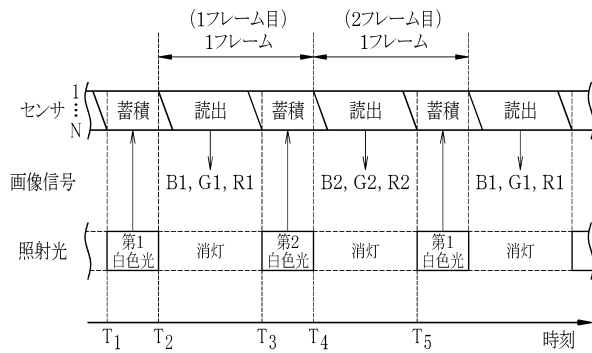 (1フレーム目) (2フレーム目)
1フレーム 1フレーム
センサ 1 ⋮ N 蓄積 読出 蓄積 読出 蓄積 読出
画像信号 B1, G1, R1 B2, G2, R2 B1, G1, R1
照射光 第1白色光 消灯 第2白色光 消灯 第1白色光 消灯
T1 T2 T3 T4 T5 時刻